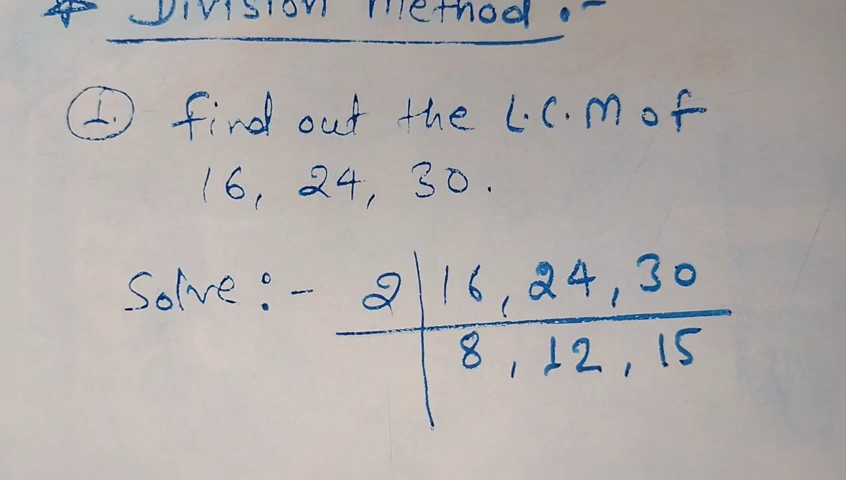 * Division Method :-
1. find out the L.C.M of
16, 24, 30.
Solve :- 2 | 16, 24, 30
8, 12, 15